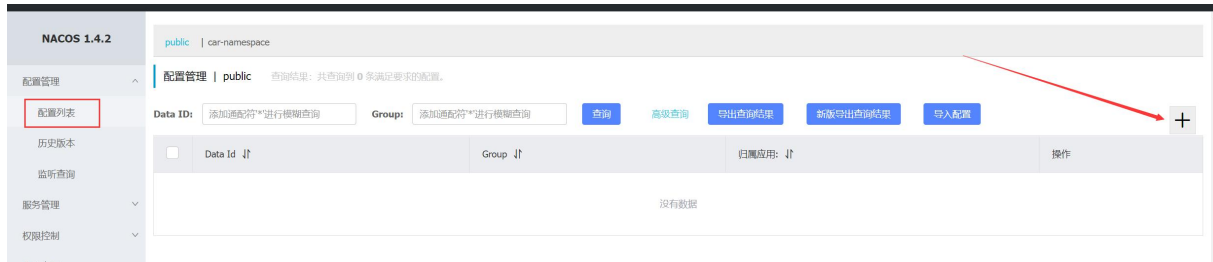 NACOS 1.4.2
public | car-namespace
配置管理
配置管理 | public 查询结果：共查询到 0 条满足要求的配置。
配置列表
Data ID: 添加通配符'*'进行模糊查询 Group: 添加通配符'*'进行模糊查询 查询 高级查询 导出查询结果 新版导出查询结果 导入配置 +
历史版本
Data Id Group 归属应用: 操作
监听查询
服务管理
没有数据
权限控制